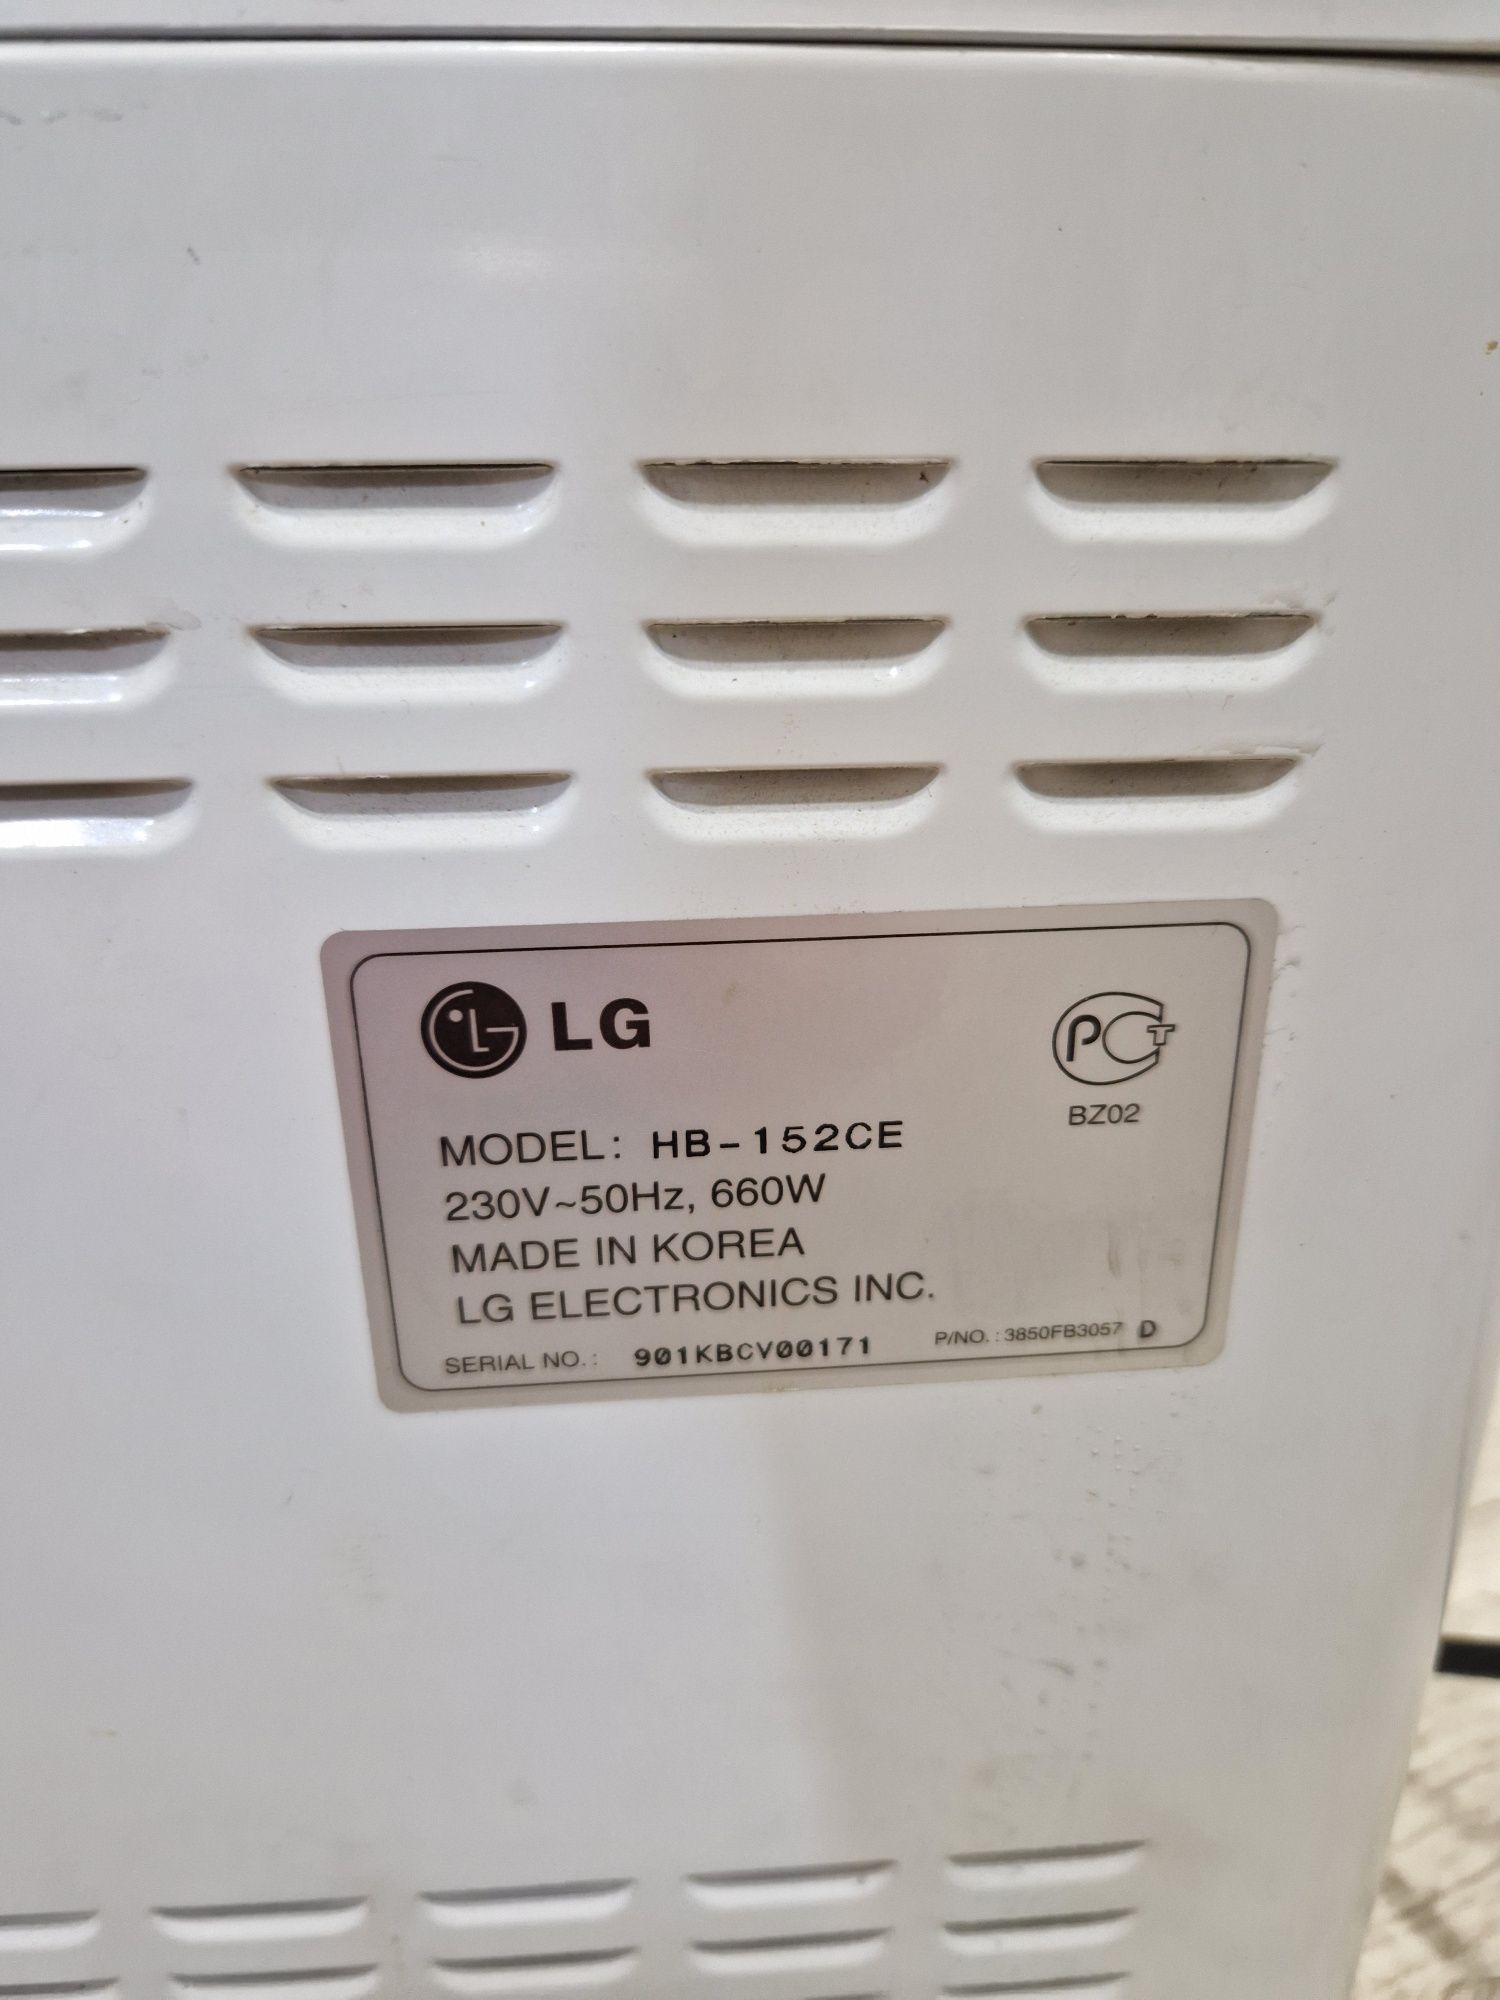 LG
PCT
BZ02
MODEL: HB-152CE
230V~50Hz, 660W
MADE IN KOREA
LG ELECTRONICS INC.
SERIAL NO.: 901KBCV00171
P/NO.: 3850FB3057 D